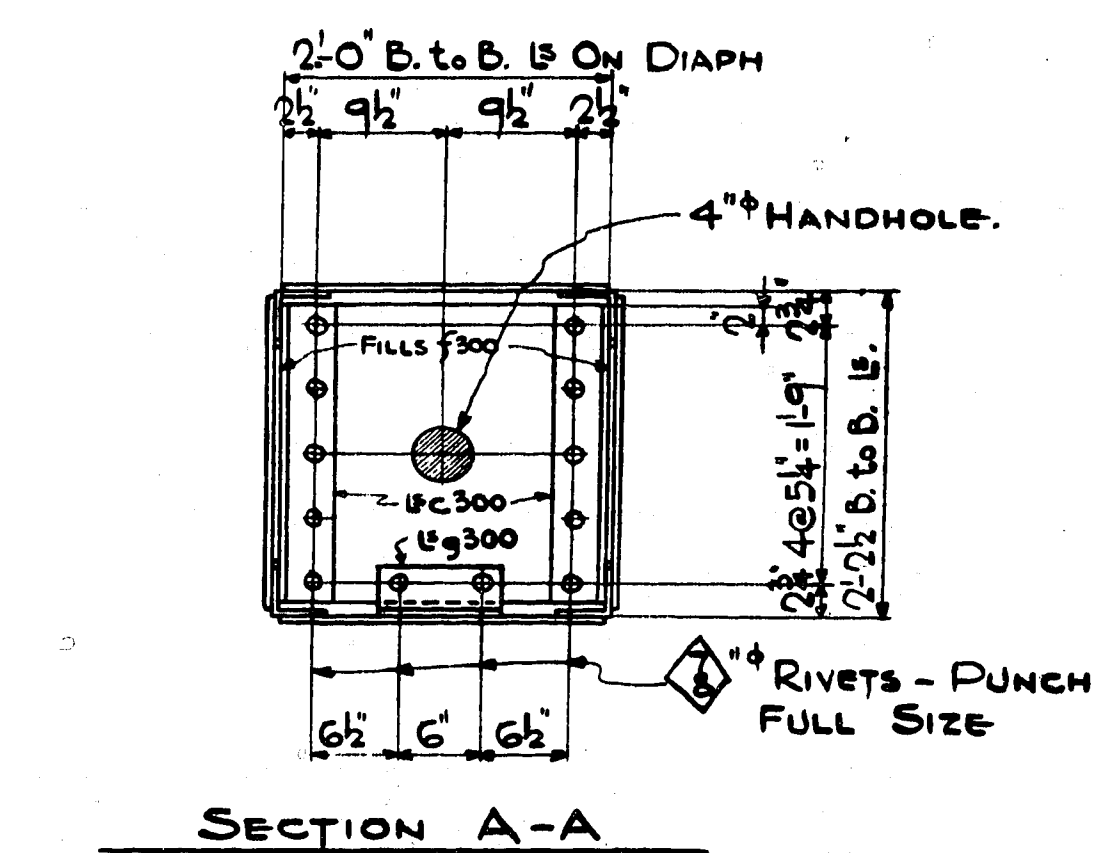 2'-0" B. to B. Ls ON DIAPH
2½" 9½" 9½" 2½"
4"ϕ HANDHOLE.
2" 2¾"
FILLS f300
4@5¼"=1'-9"
2'-2½" B. to B. Ls.
Ls c300
Ls g300
2¾"
7/8 "ϕ RIVETS - PUNCH
FULL SIZE
6½" 6" 6½"
SECTION A-A